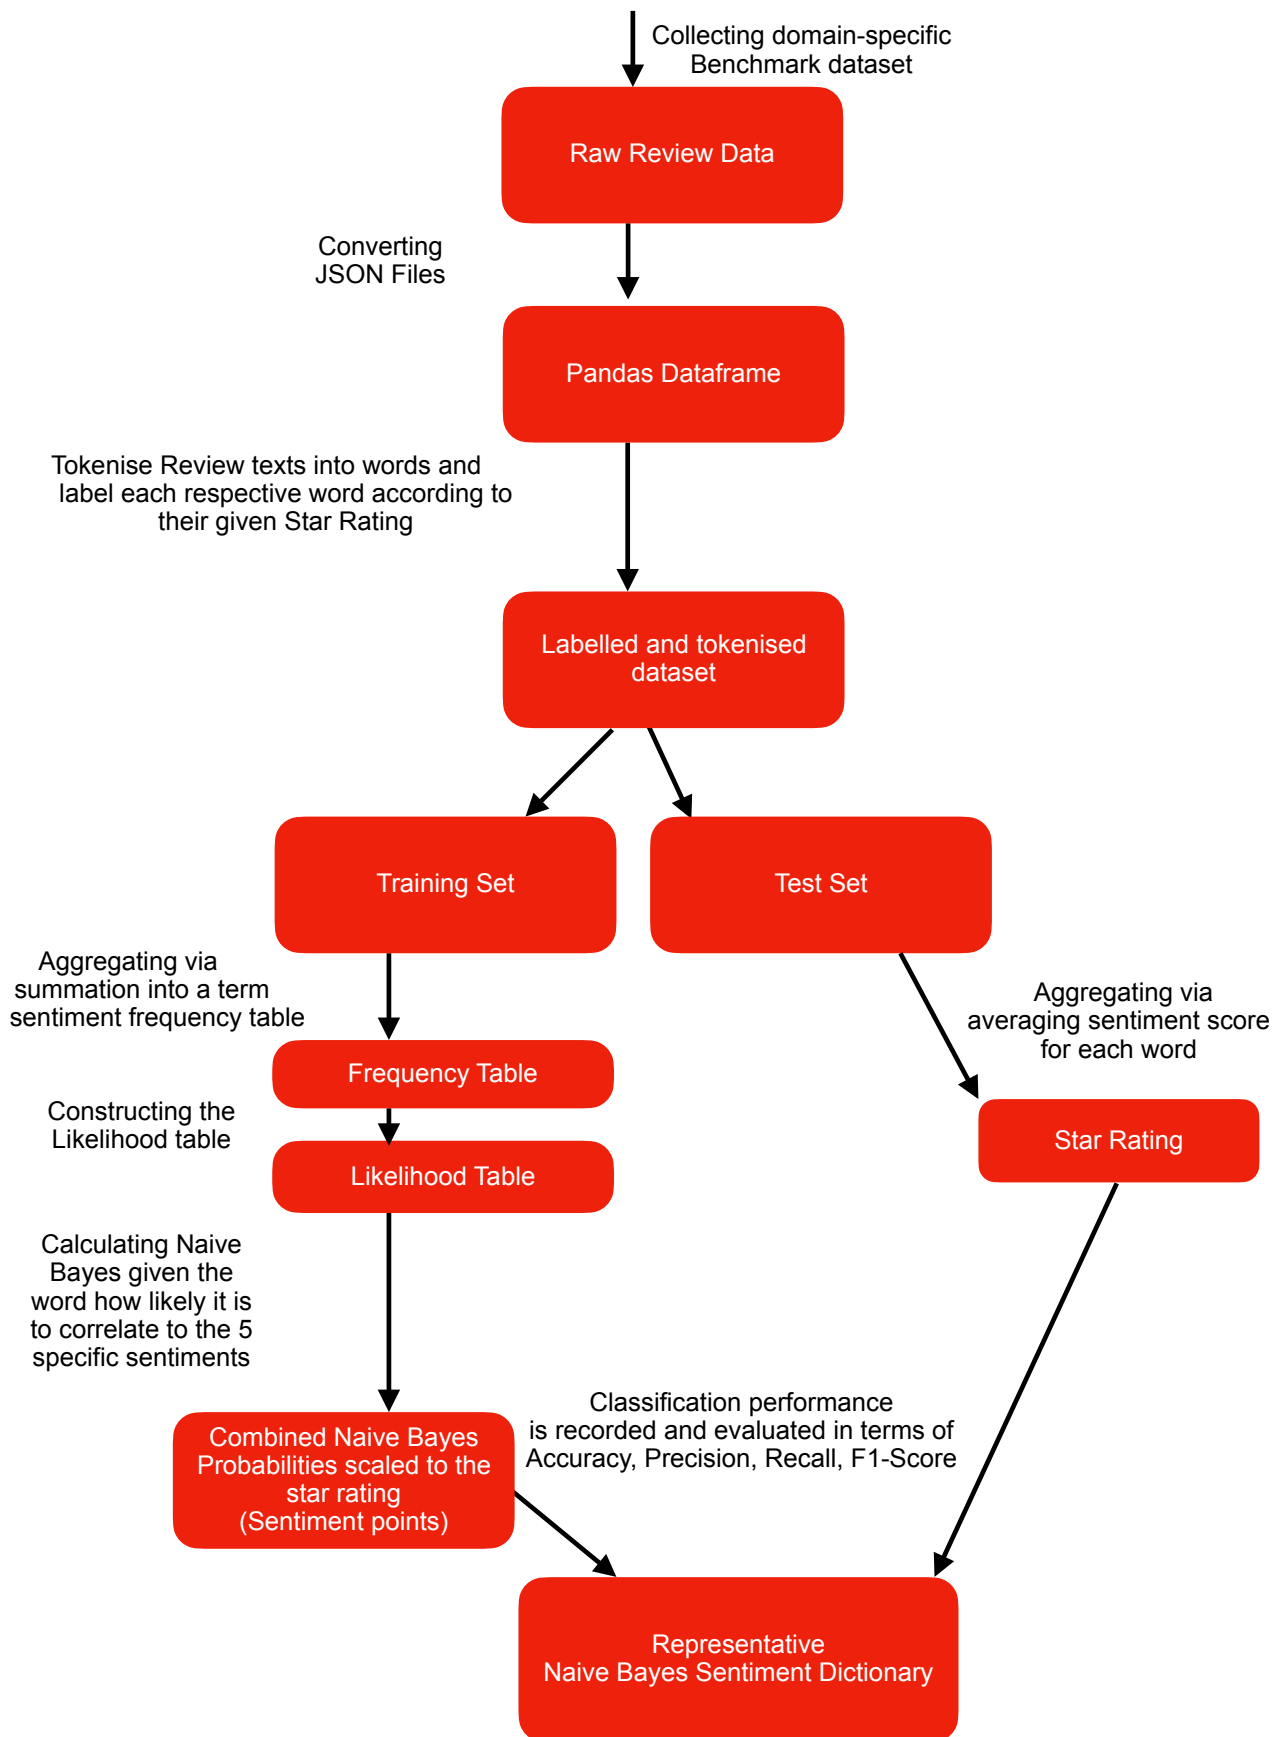 Collecting domain-specific
Benchmark dataset
Raw Review Data
Converting
JSON Files
Pandas Dataframe
Tokenise Review texts into words and
label each respective word according to
their given Star Rating
Labelled and tokenised
dataset
Training Set
Test Set
Aggregating via
summation into a term
sentiment frequency table
Aggregating via
averaging sentiment score
for each word
Frequency Table
Constructing the
Likelihood table
Star Rating
Likelihood Table
Calculating Naive
Bayes given the
word how likely it is
to correlate to the 5
specific sentiments
Classification performance
is recorded and evaluated in terms of
Accuracy, Precision, Recall, F1-Score
Combined Naive Bayes
Probabilities scaled to the
star rating
(Sentiment points)
Representative
Naive Bayes Sentiment Dictionary